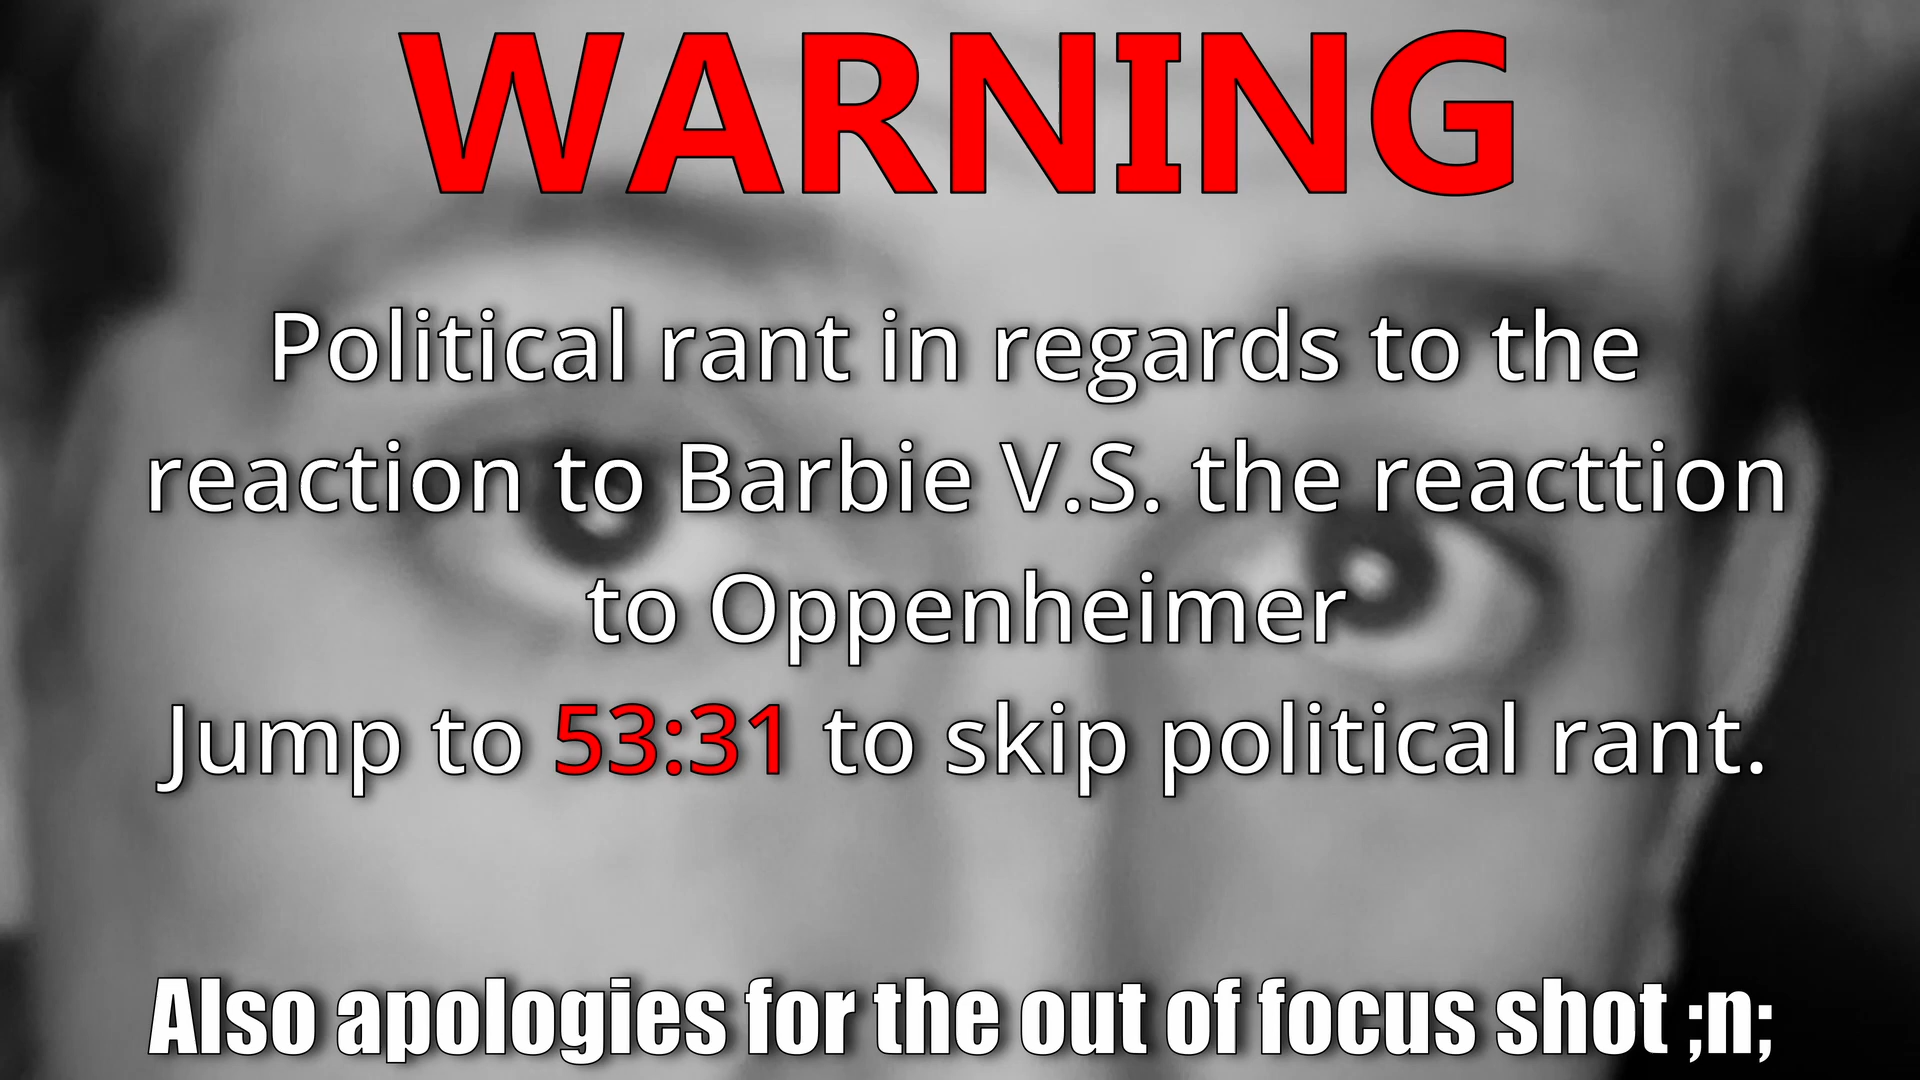 WARNING
Political rant in regards to the
reaction to Barbie V.S. the reacttion
to Oppenheimer
Jump to 53:31 to skip political rant.
Also apologies for the out of focus shot ;n;